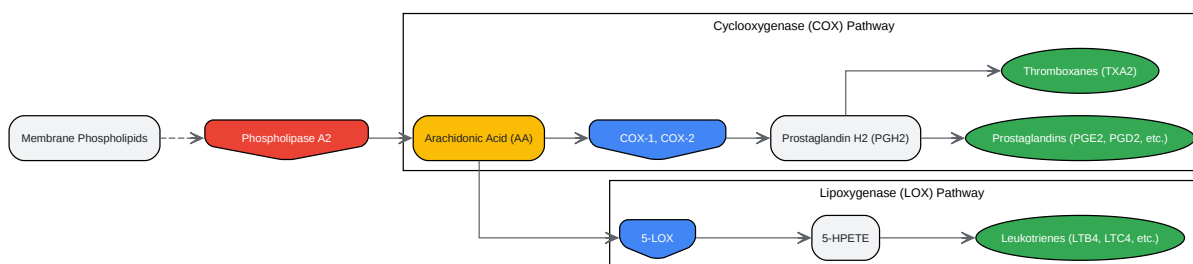 Cyclooxygenase (COX) Pathway
Thromboxanes (TXA2)
Membrane Phospholipids
Phospholipase A2
Arachidonic Acid (AA)
COX-1, COX-2
Prostaglandin H2 (PGH2)
Prostaglandins (PGE2, PGD2, etc.)
Lipoxygenase (LOX) Pathway
5-LOX
5-HPETE
Leukotrienes (LTB4, LTC4, etc.)